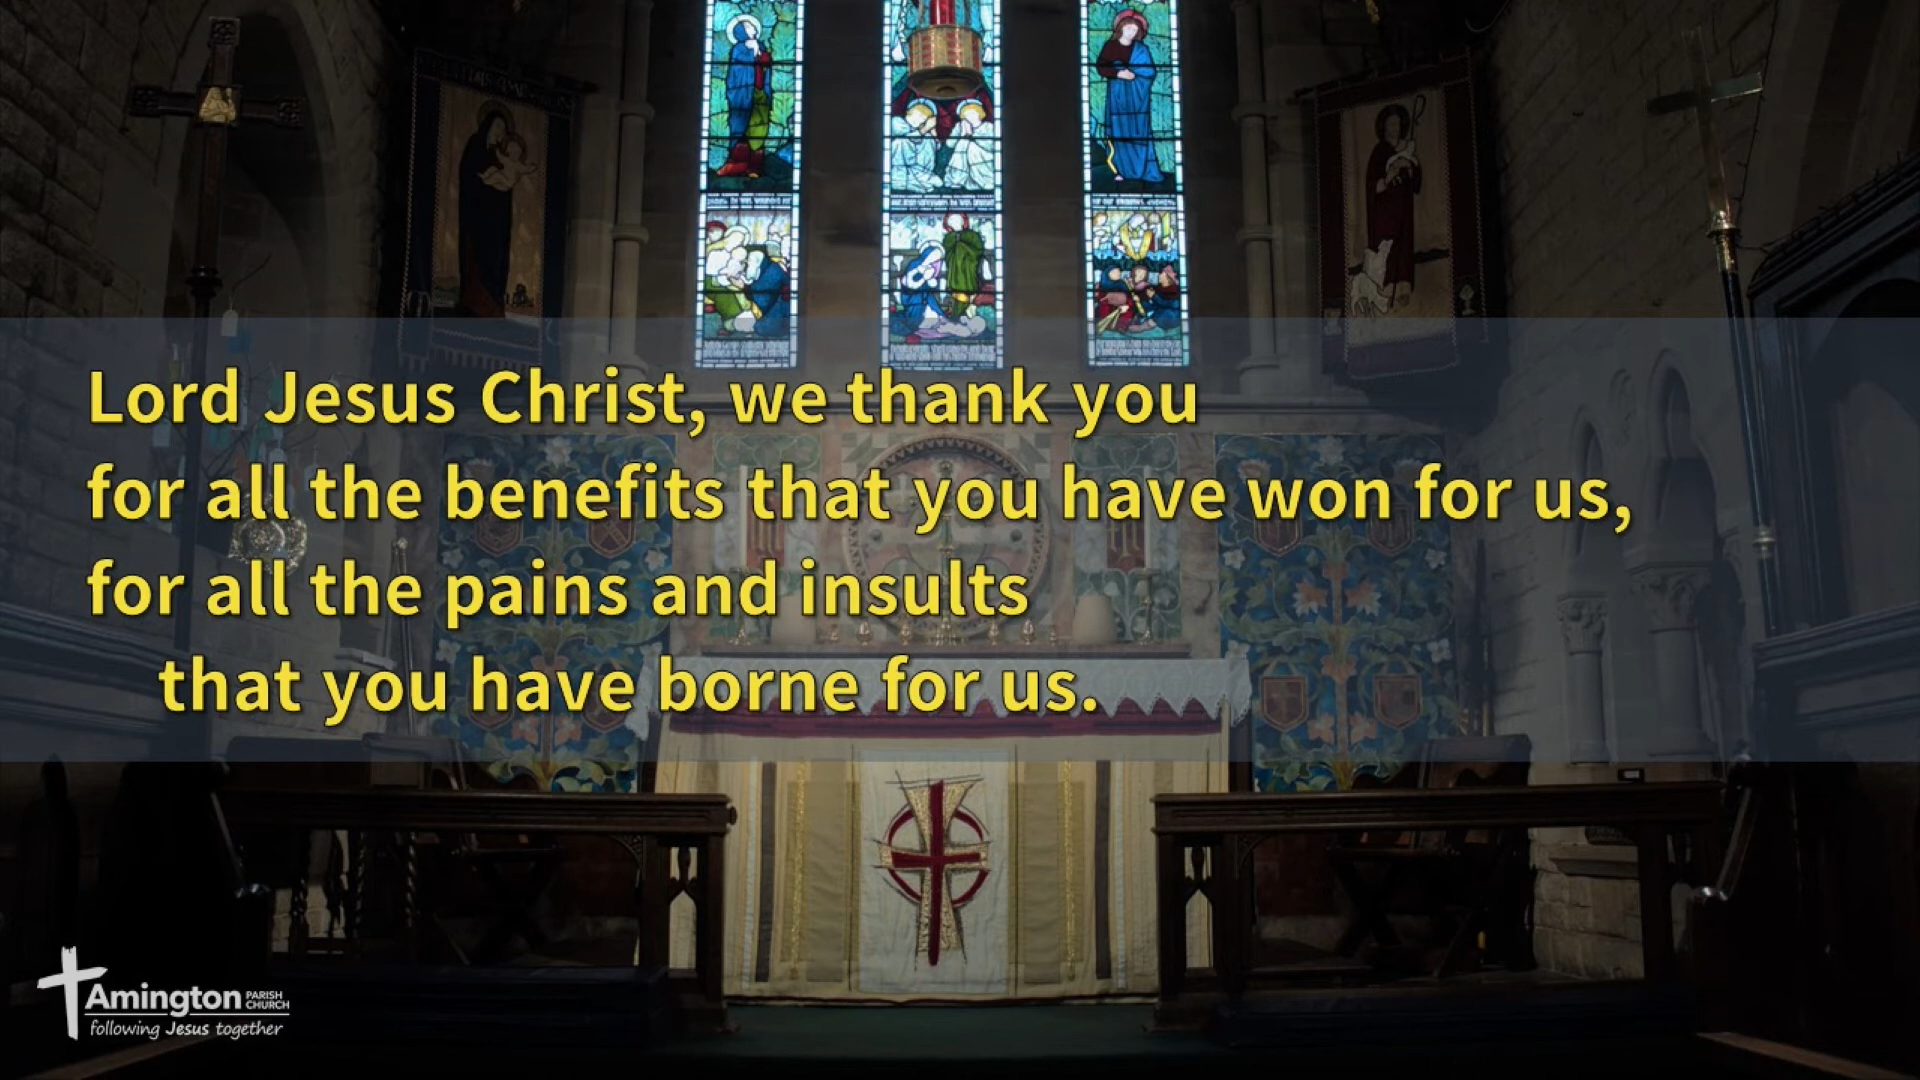 Lord Jesus Christ, we thank you
for all the benefits that you have won for us,
for all the pains and insults
that you have borne for us.
Amington PARISH CHURCH
following Jesus together